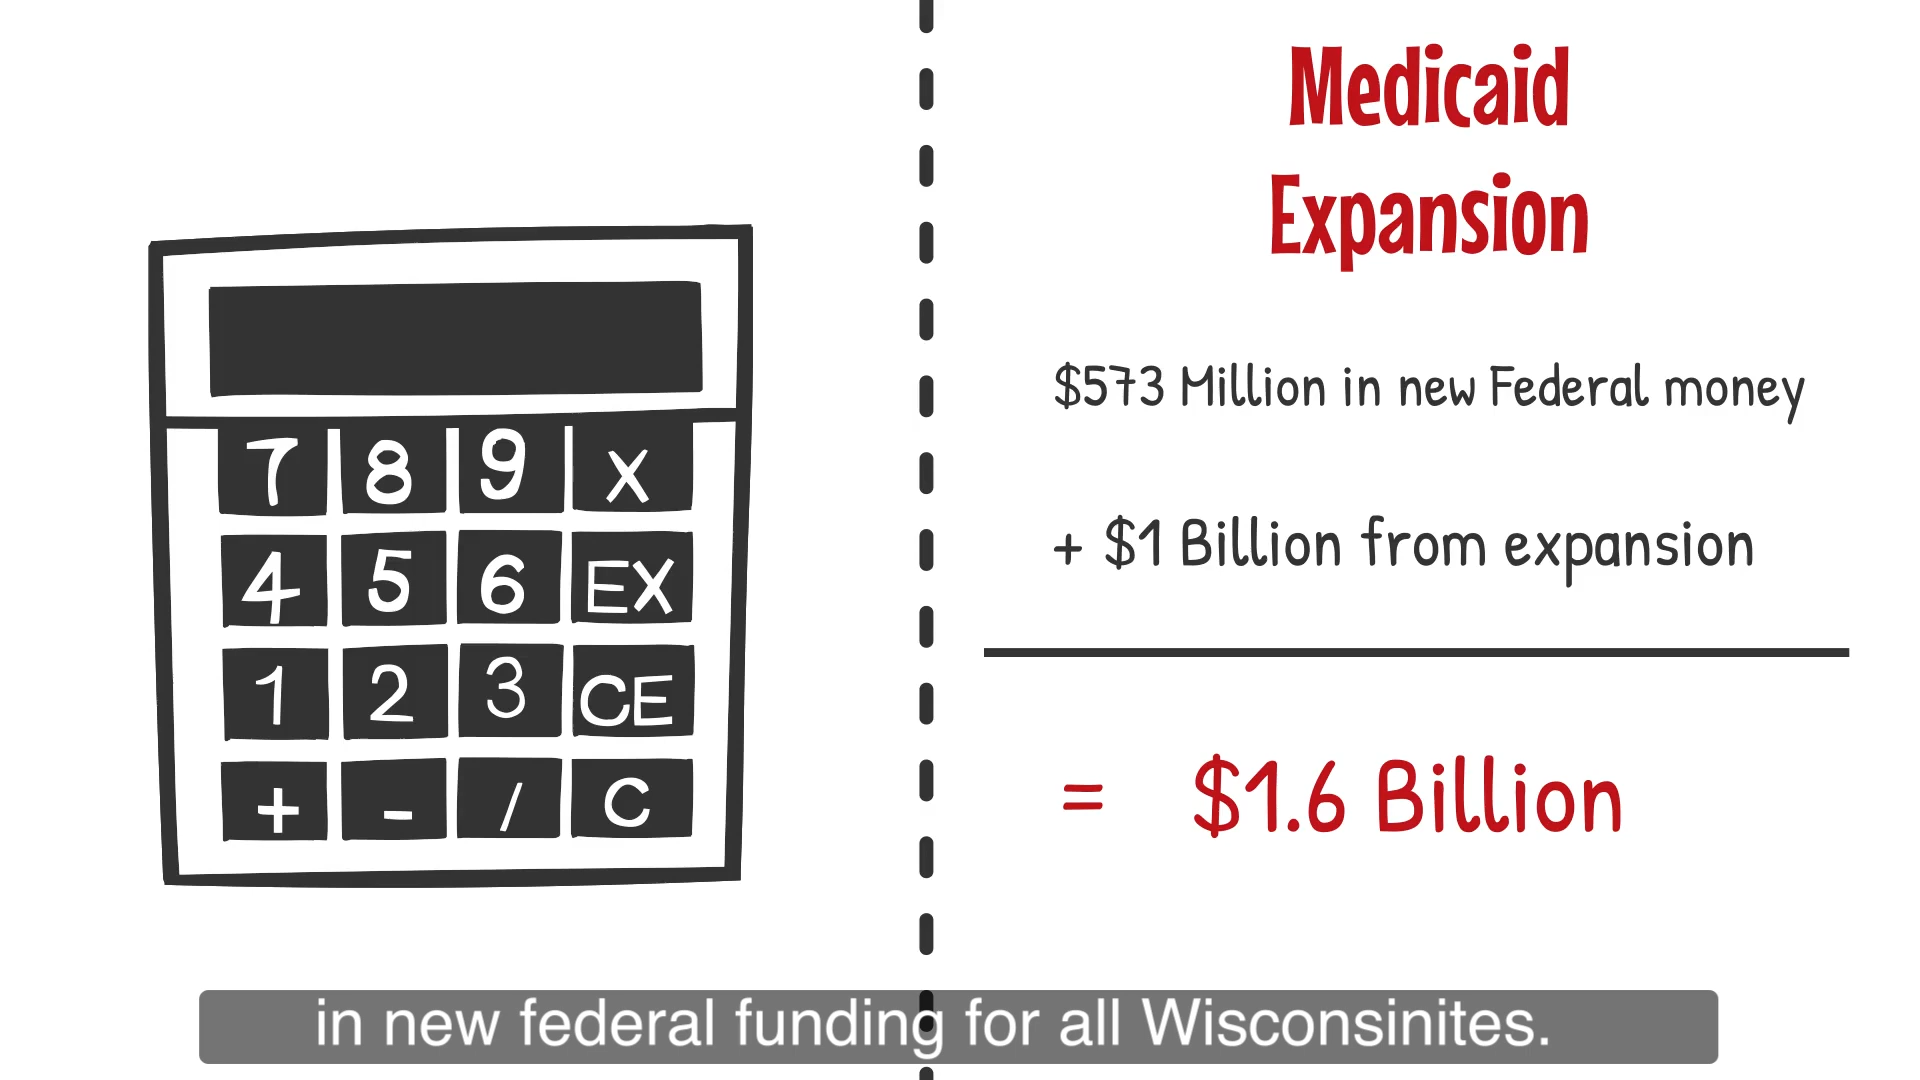 Medicaid
Expansion
$573 Million in new Federal money
+ $1 Billion from expansion
= $1.6 Billion
7 8 9 X
4 5 6 EX
1 2 3 CE
+ - / C
in new federal funding for all Wisconsinites.